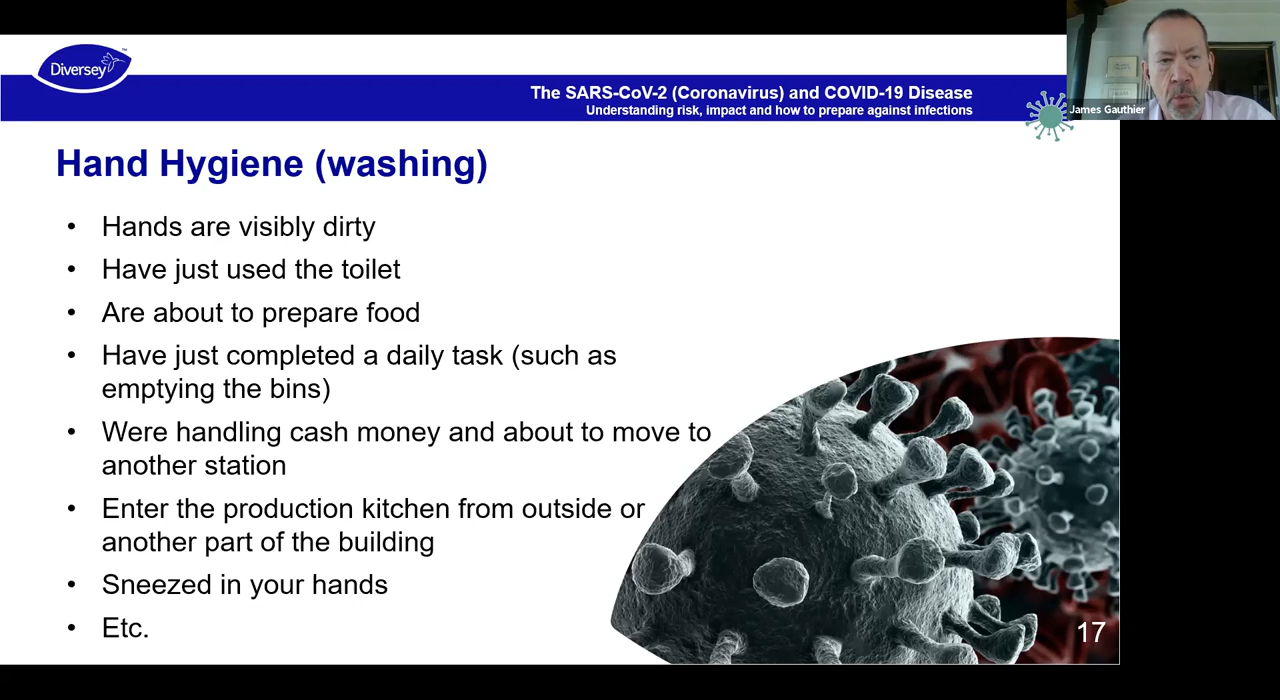 Diversey™
The SARS-CoV-2 (Coronavirus) and COVID-19 Disease
Understanding risk, impact and how to prepare against infections
James Gauthier
Hand Hygiene (washing)
• Hands are visibly dirty
• Have just used the toilet
• Are about to prepare food
• Have just completed a daily task (such as
emptying the bins)
• Were handling cash money and about to move to
another station
• Enter the production kitchen from outside or
another part of the building
• Sneezed in your hands
• Etc.
17